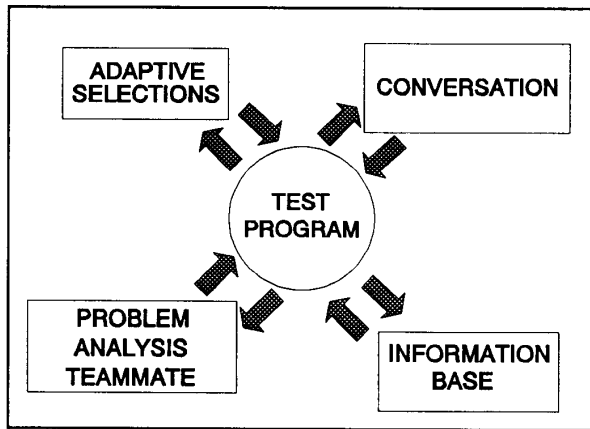 ADAPTIVE
SELECTIONS
CONVERSATION
TEST
PROGRAM
PROBLEM
ANALYSIS
TEAMMATE
INFORMATION
BASE